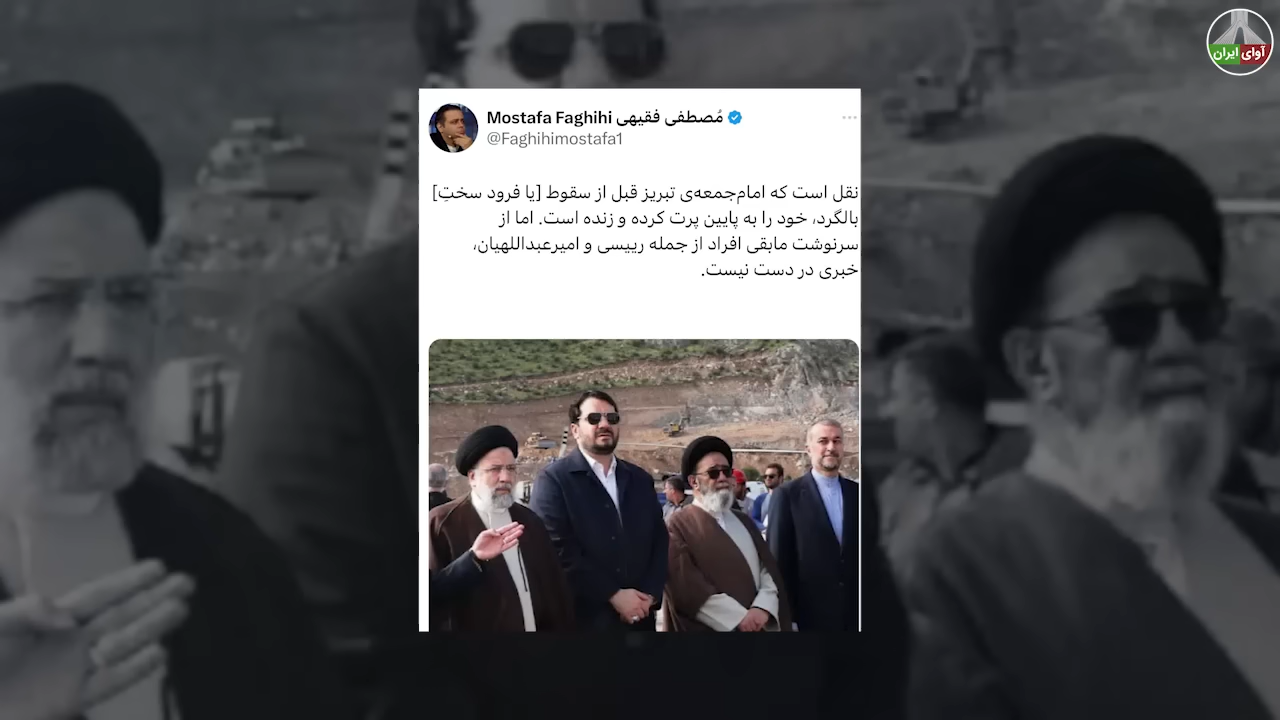 آوای ایران
Mostafa Faghihi مُصطفی فقیهی
@Faghihimostafa1
نقل است که امام‌جمعه‌ی تبریز قبل از سقوط [یا فرود سختِ]
بالگرد، خود را به پایین پرت کرده و زنده است. اما از
سرنوشت مابقی افراد از جمله رییسی و امیرعبداللهیان،
خبری در دست نیست.